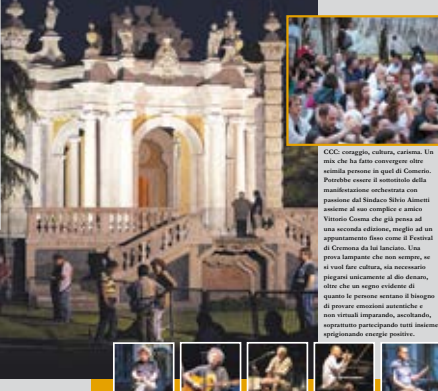 CCC: coraggio, cultura, carisma. Un
mix che ha fatto convergere oltre
seimila persone in quel di Comerio.
Potrebbe essere il sottotitolo della
manifestazione orchestrata con
passione dal Sindaco Silvio Aimetti
assieme al suo complice e amico
Vittorio Cosma che già pensa ad
una seconda edizione, meglio ad un
appuntamento fisso come il Festival
di Cremona da lui lanciato. Una
prova lampante che non sempre, se
si vuol fare cultura, sia necessario
piegarsi unicamente al dio denaro,
oltre che un segno evidente di
quanto le persone sentano il bisogno
di provare emozioni autentiche e
non virtuali imparando, ascoltando,
soprattutto partecipando tutti insieme
sprigionando energie positive.